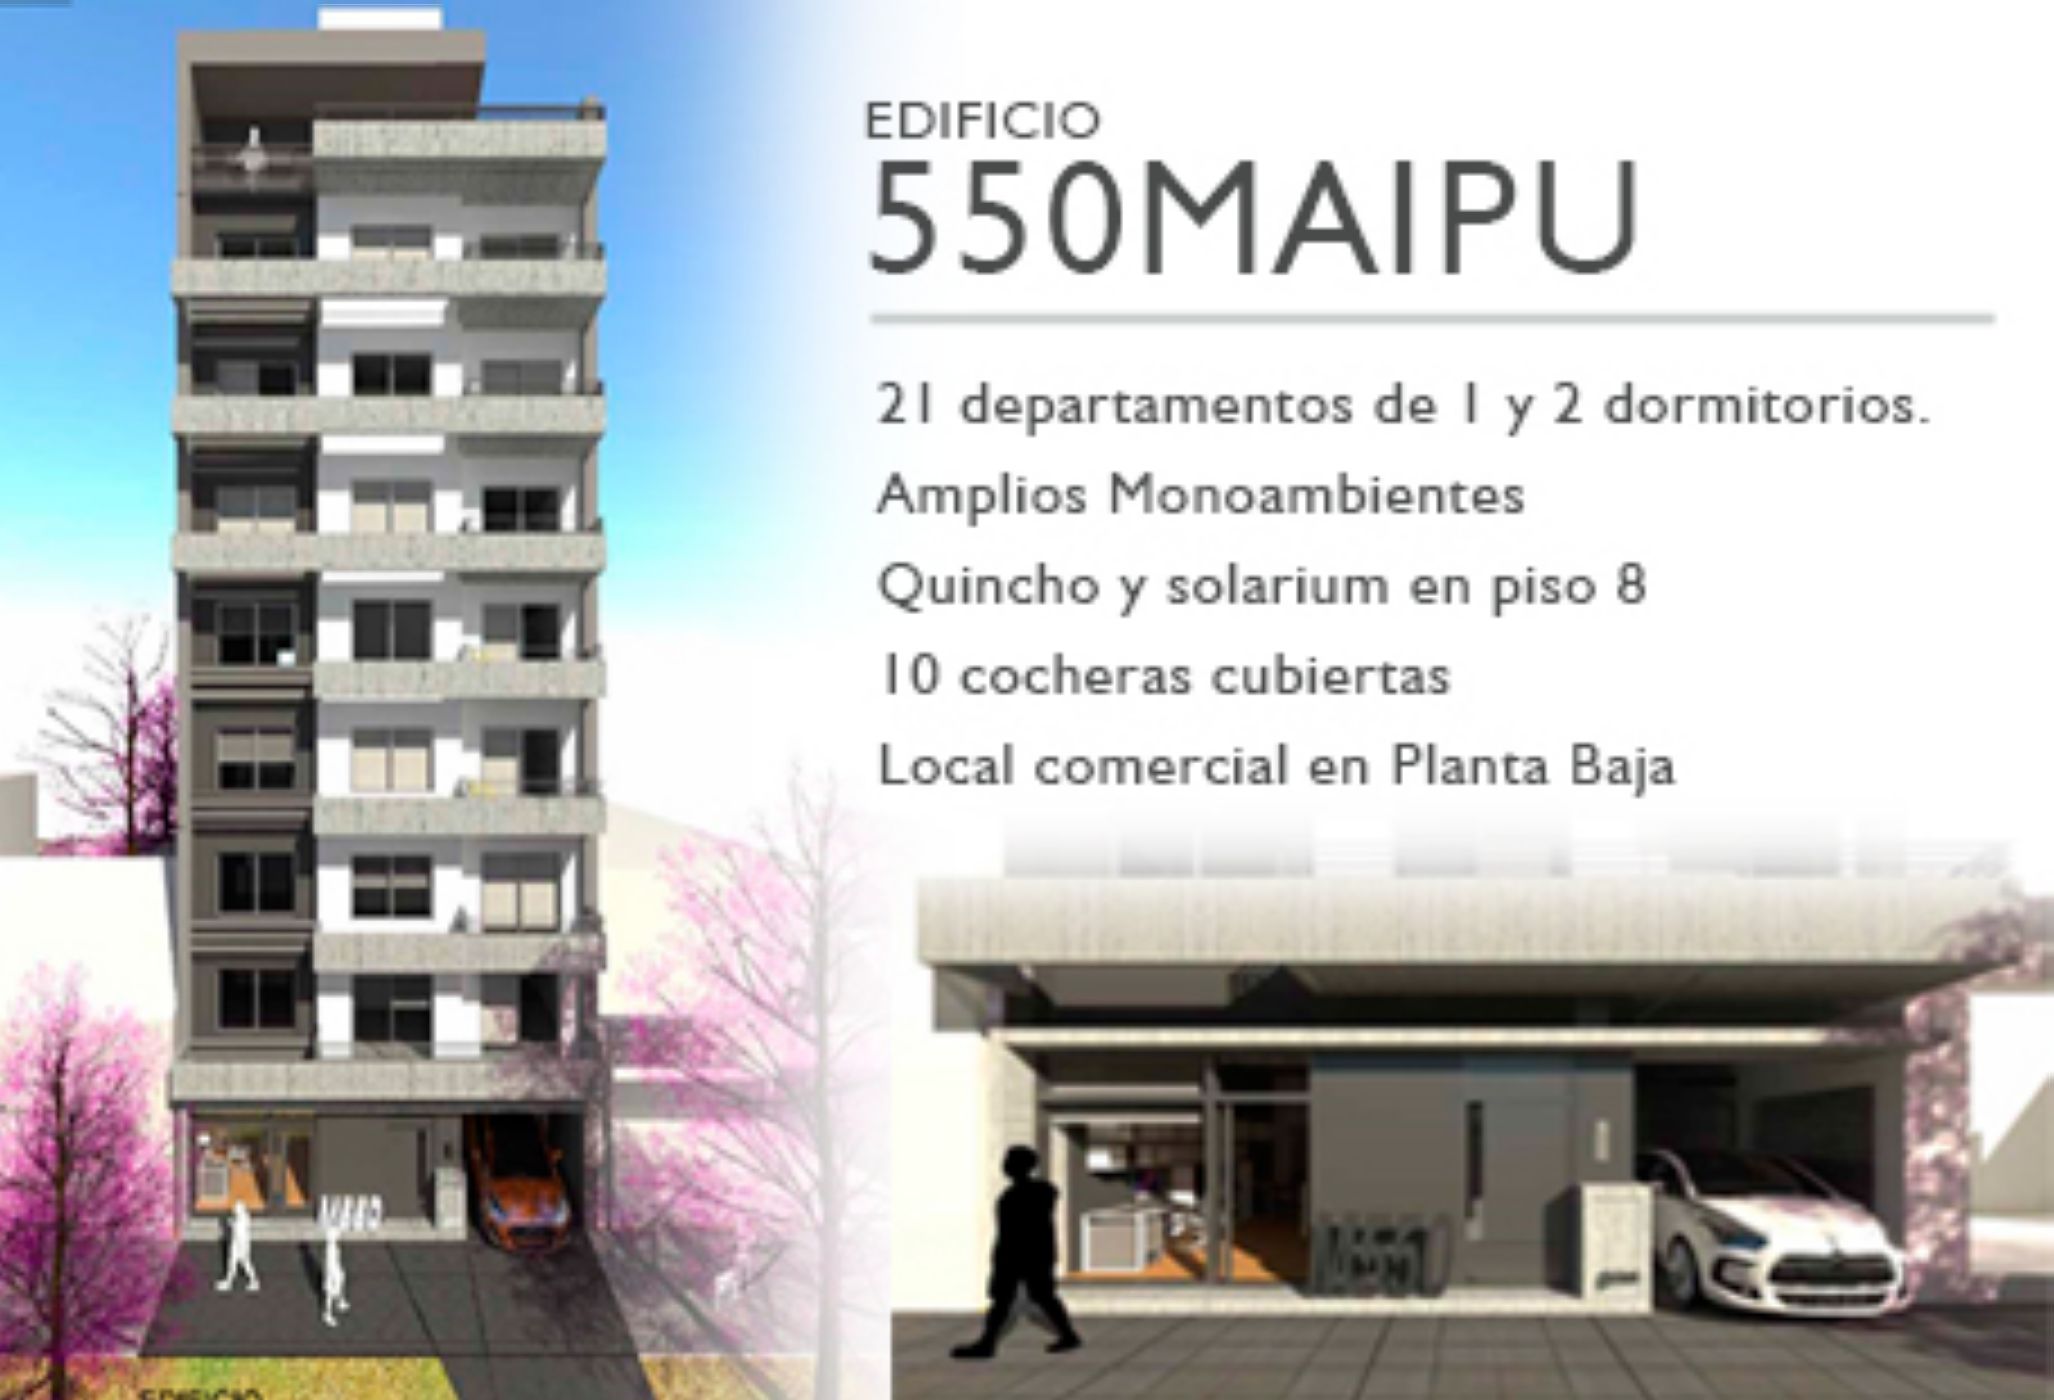 EDIFICIO
550MAIPU
21 departamentos de 1 y 2 dormitorios.
Amplios Monoambientes
Quincho y solarium en piso 8
10 cocheras cubiertas
Local comercial en Planta Baja
EDIFICIO